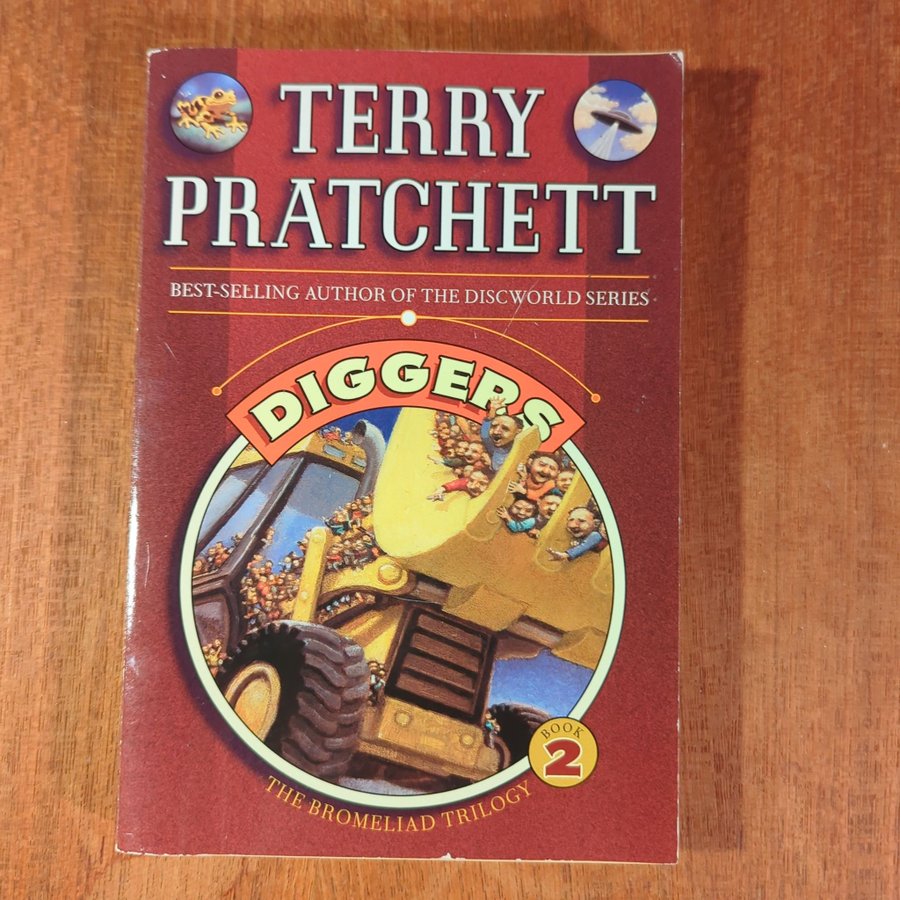 TERRY
PRATCHETT
BEST-SELLING AUTHOR OF THE DISCWORLD SERIES
DIGGERS
BOOK
2
THE BROMELIAD TRILOGY